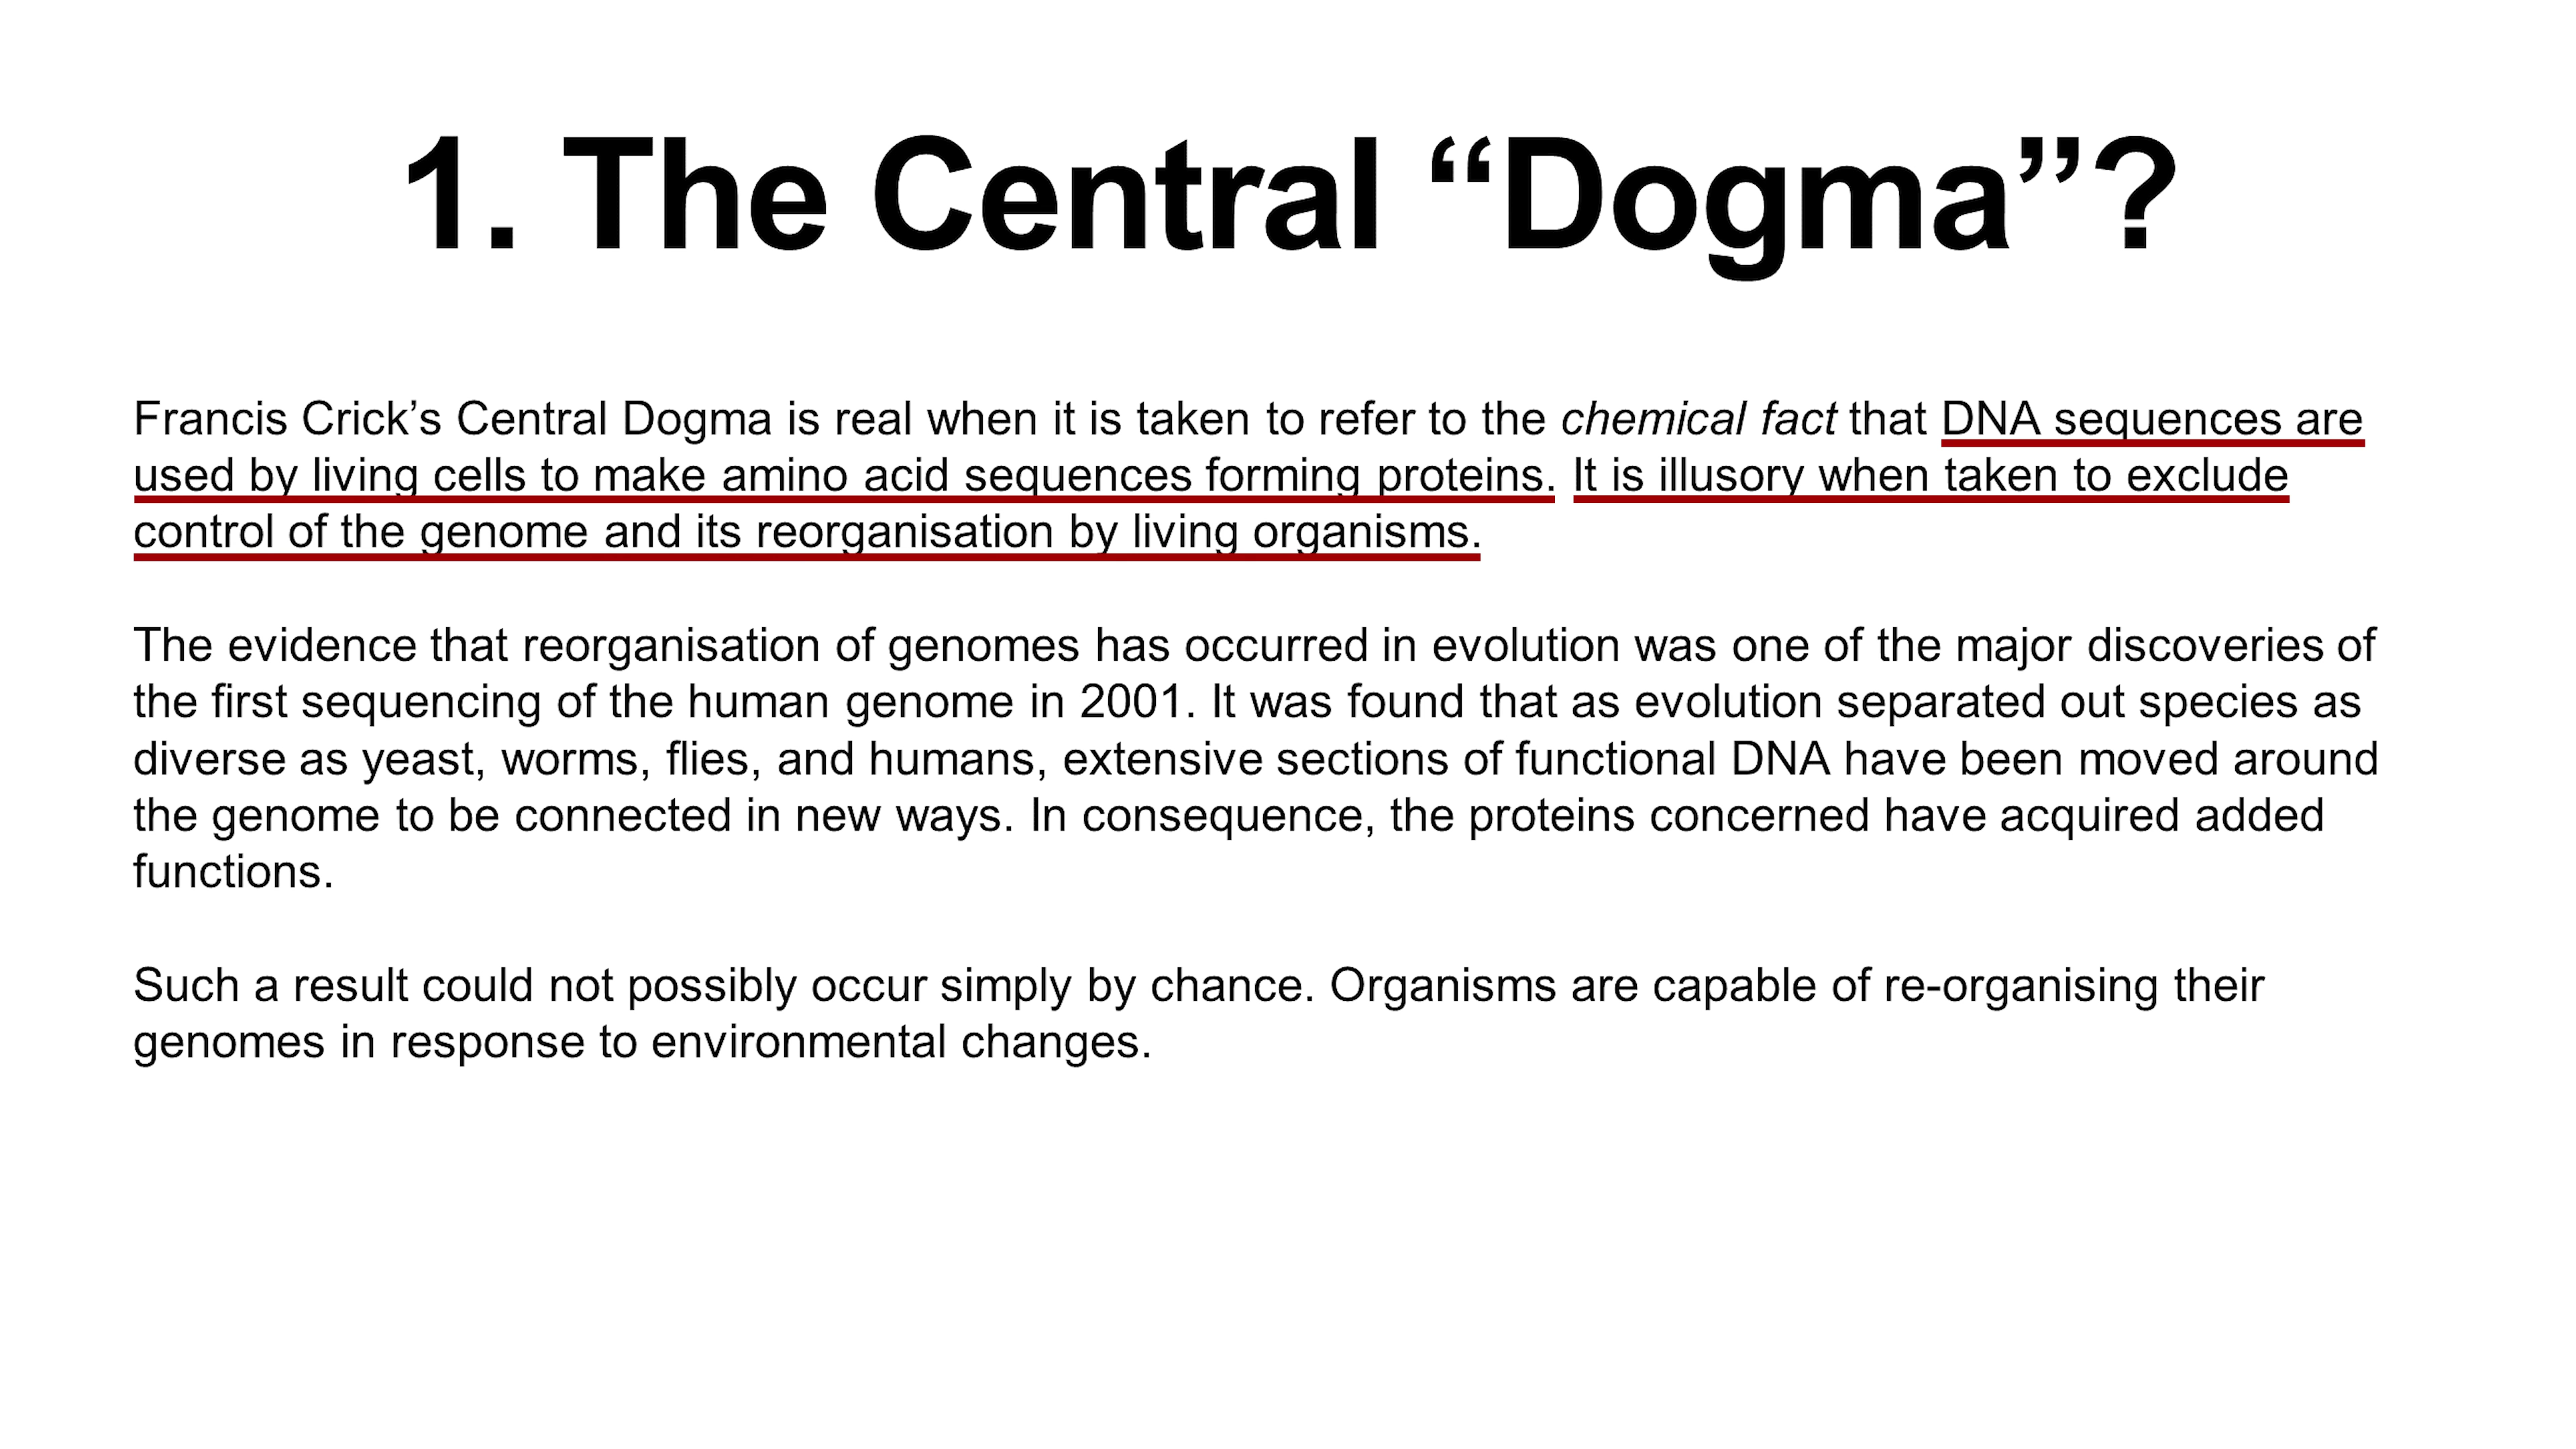 1. The Central “Dogma”?
Francis Crick’s Central Dogma is real when it is taken to refer to the chemical fact that DNA sequences are
used by living cells to make amino acid sequences forming proteins. It is illusory when taken to exclude
control of the genome and its reorganisation by living organisms.
The evidence that reorganisation of genomes has occurred in evolution was one of the major discoveries of
the first sequencing of the human genome in 2001. It was found that as evolution separated out species as
diverse as yeast, worms, flies, and humans, extensive sections of functional DNA have been moved around
the genome to be connected in new ways. In consequence, the proteins concerned have acquired added
functions.
Such a result could not possibly occur simply by chance. Organisms are capable of re-organising their
genomes in response to environmental changes.